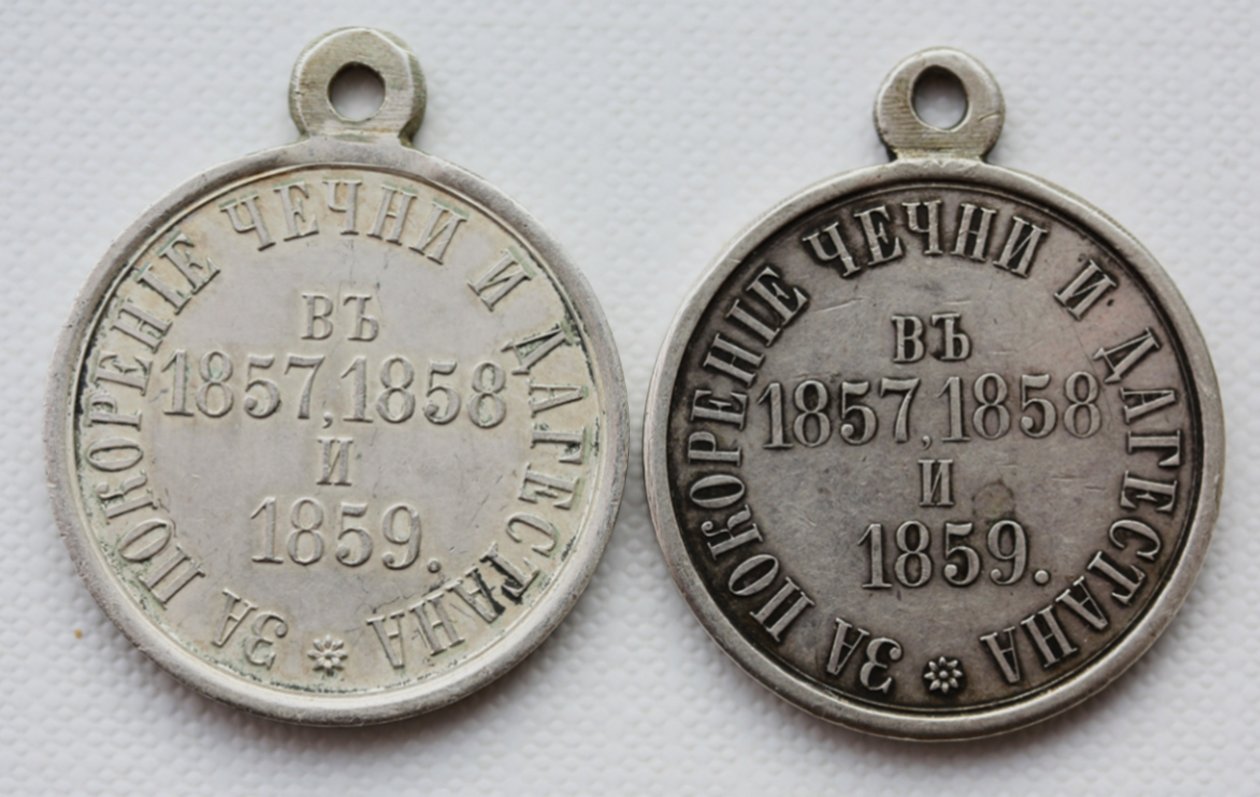 ЗА ПОКОРЕНІЕ ЧЕЧНИ И ДАГЕСТАНА
ВЪ
1857, 1858
И
1859.
ЗА ПОКОРЕНІЕ ЧЕЧНИ И ДАГЕСТАНА
ВЪ
1857, 1858
И
1859.